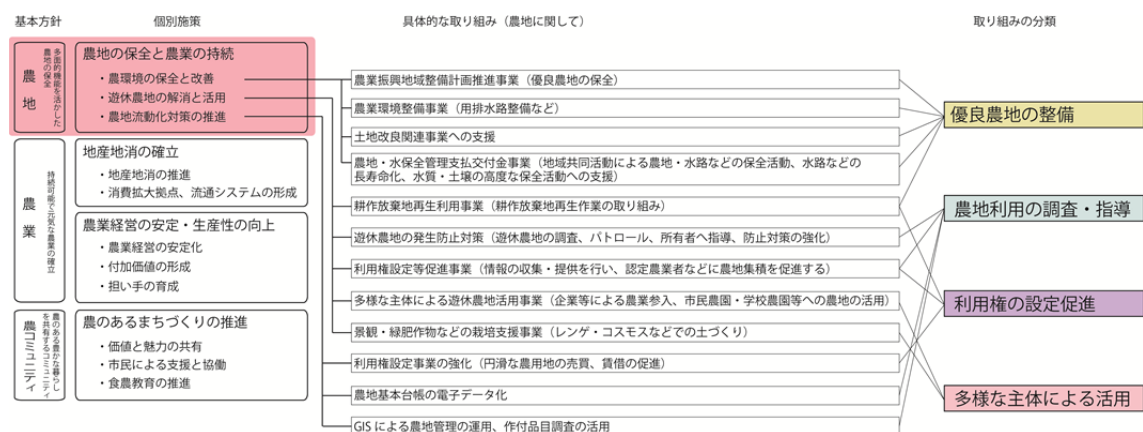 基本方針
個別施策
具体的な取り組み（農地に関して）
取り組みの分類
農地
多面的機能を活かした
農地の保全
農地の保全と農業の持続
・農環境の保全と改善
・遊休農地の解消と活用
・農地流動化対策の推進
農業
持続可能で元気な農業の確立
地産地消の確立
・地産地消の推進
・消費拡大拠点、流通システムの形成
農業経営の安定・生産性の向上
・農業経営の安定化
・付加価値の形成
・担い手の育成
農コミュニティ
農のある豊かな暮らし
を共有するコミュニティ
農のあるまちづくりの推進
・価値と魅力の共有
・市民による支援と協働
・食農教育の推進
農業振興地域整備計画推進事業（優良農地の保全）
農業環境整備事業（用排水路整備など）
土地改良関連事業への支援
農地・水保全管理支払交付金事業（地域共同活動による農地・水路などの保全活動、水路などの
長寿命化、水質・土壌の高度な保全活動への支援）
耕作放棄地再生利用事業（耕作放棄地再生作業の取り組み）
遊休農地の発生防止対策（遊休農地の調査、パトロール、所有者へ指導、防止対策の強化）
利用権設定等促進事業（情報の収集・提供を行い、認定農業者などに農地集積を促進する）
多様な主体による遊休農地活用事業（企業等による農業参入、市民農園・学校農園等への農地の活用）
景観・緑肥作物などの栽培支援事業（レンゲ・コスモスなどでの土づくり）
利用権設定事業の強化（円滑な農用地の売買、賃借の促進）
農地基本台帳の電子データ化
GIS による農地管理の運用、作付品目調査の活用
優良農地の整備
農地利用の調査・指導
利用権の設定促進
多様な主体による活用